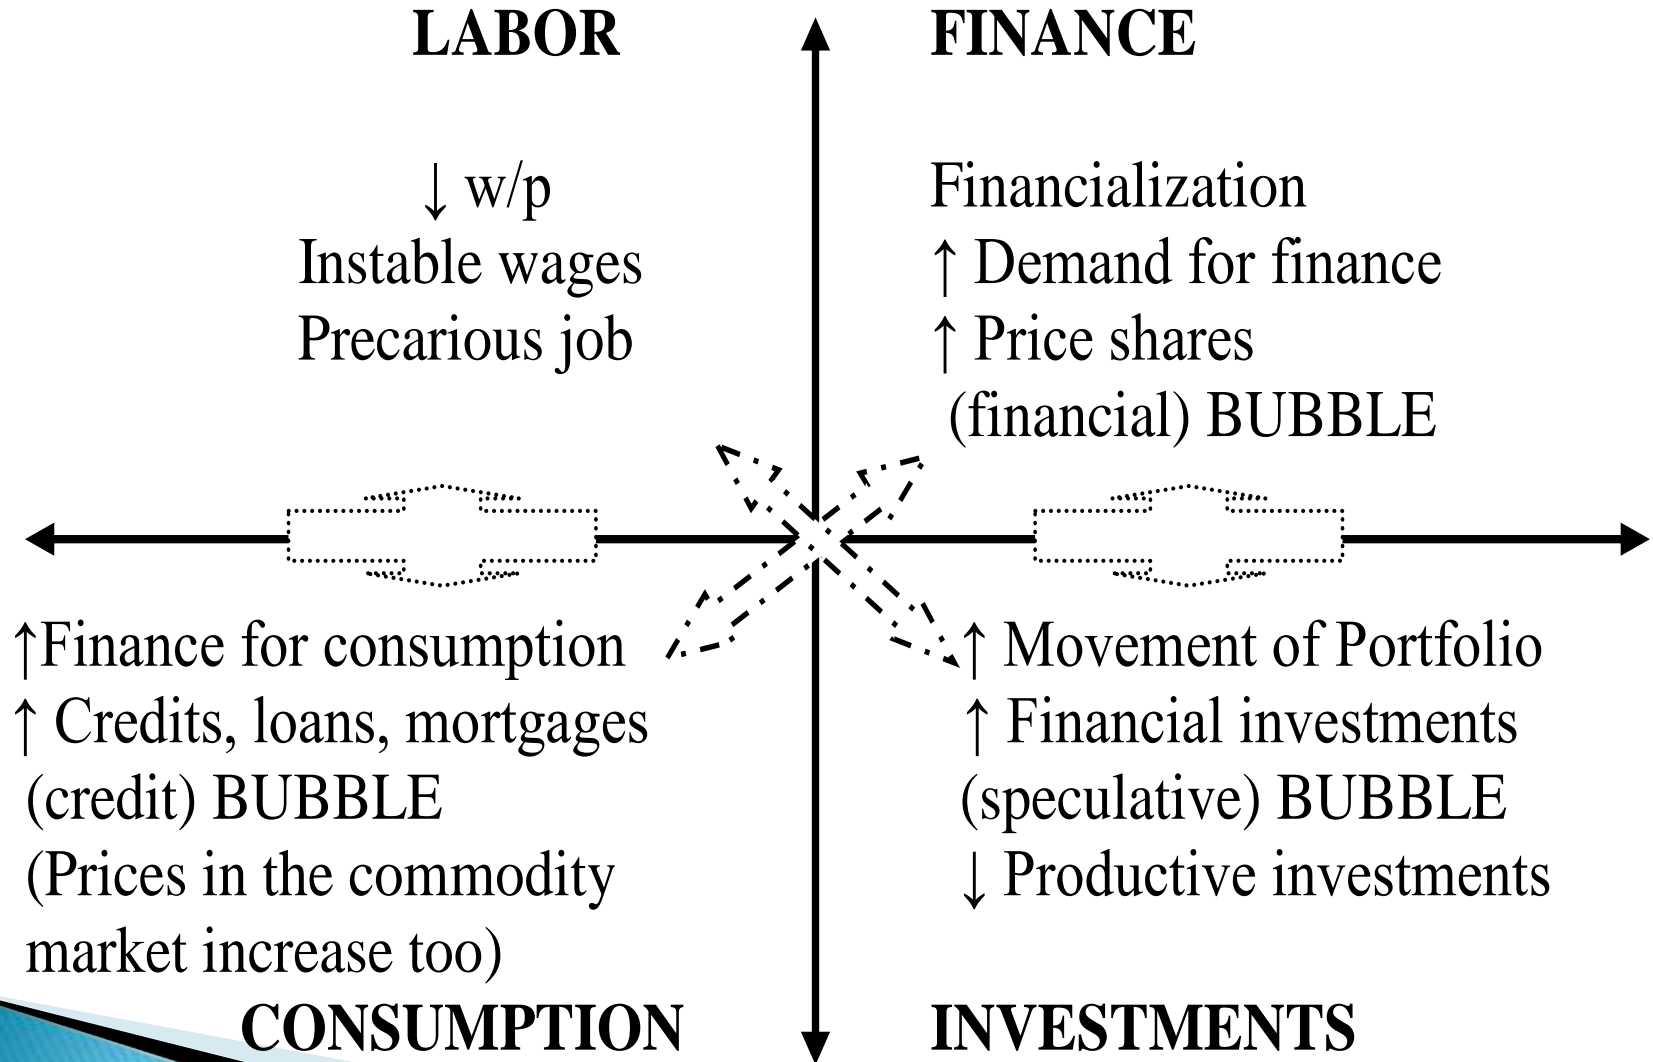 LABOR
↓ w/p
Instable wages
Precarious job
FINANCE
Financialization
↑ Demand for finance
↑ Price shares
(financial) BUBBLE
↑Finance for consumption
↑ Credits, loans, mortgages
(credit) BUBBLE
(Prices in the commodity
market increase too)
CONSUMPTION
↑ Movement of Portfolio
↑ Financial investments
(speculative) BUBBLE
↓ Productive investments
INVESTMENTS